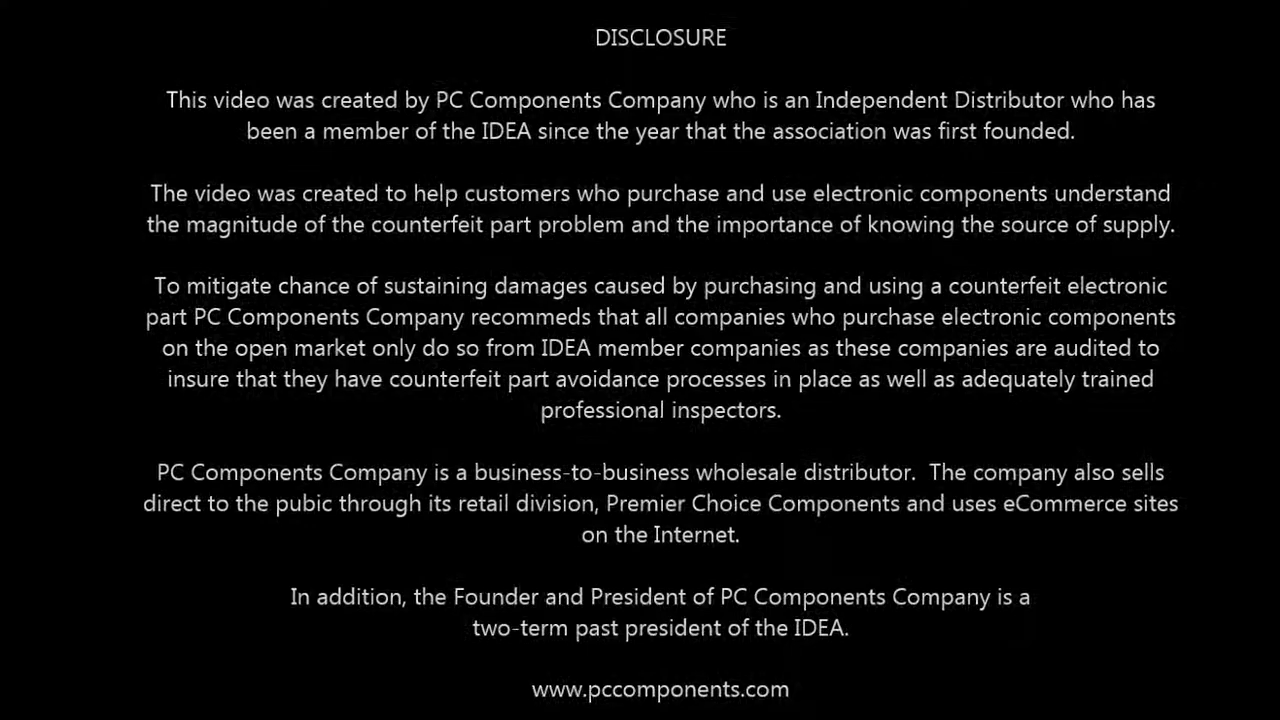 DISCLOSURE
This video was created by PC Components Company who is an Independent Distributor who has
been a member of the IDEA since the year that the association was first founded.
The video was created to help customers who purchase and use electronic components understand
the magnitude of the counterfeit part problem and the importance of knowing the source of supply.
To mitigate chance of sustaining damages caused by purchasing and using a counterfeit electronic
part PC Components Company recommeds that all companies who purchase electronic components
on the open market only do so from IDEA member companies as these companies are audited to
insure that they have counterfeit part avoidance processes in place as well as adequately trained
professional inspectors.
PC Components Company is a business-to-business wholesale distributor.  The company also sells
direct to the pubic through its retail division, Premier Choice Components and uses eCommerce sites
on the Internet.
In addition, the Founder and President of PC Components Company is a
two-term past president of the IDEA.
www.pccomponents.com